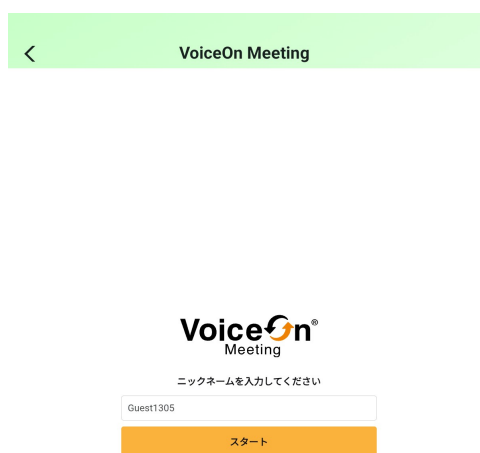 VoiceOn Meeting
VoiceOn®
Meeting
ニックネームを入力してください
Guest1305
スタート